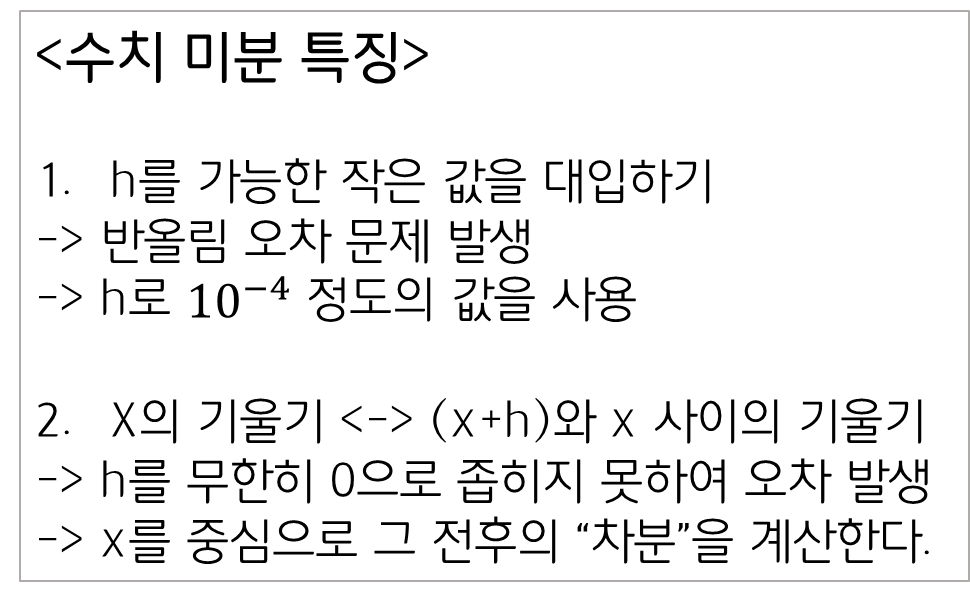 <수치 미분 특징>
1. h를 가능한 작은 값을 대입하기
-> 반올림 오차 문제 발생
-> h로 10⁻⁴ 정도의 값을 사용
2. X의 기울기 <-> (x+h)와 x 사이의 기울기
-> h를 무한히 0으로 좁히지 못하여 오차 발생
-> x를 중심으로 그 전후의 “차분”을 계산한다.